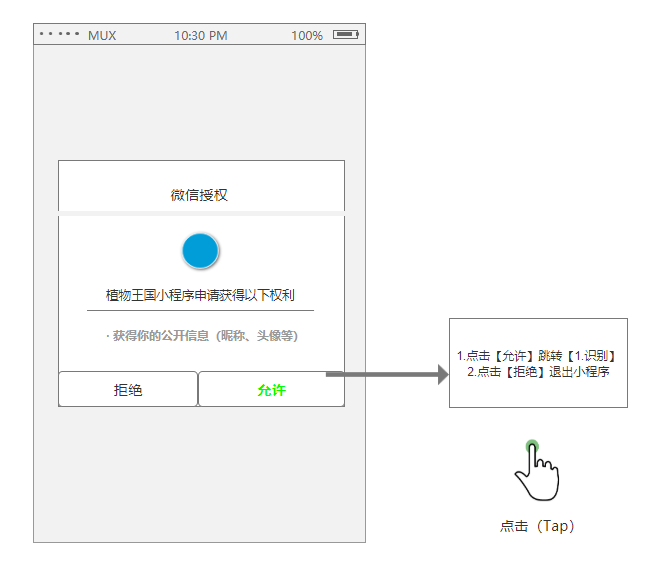 ••••• MUX 10:30 PM 100%
微信授权
植物王国小程序申请获得以下权利
· 获得你的公开信息（昵称、头像等）
拒绝 允许
1.点击【允许】跳转【1.识别】
2.点击【拒绝】退出小程序
点击（Tap）